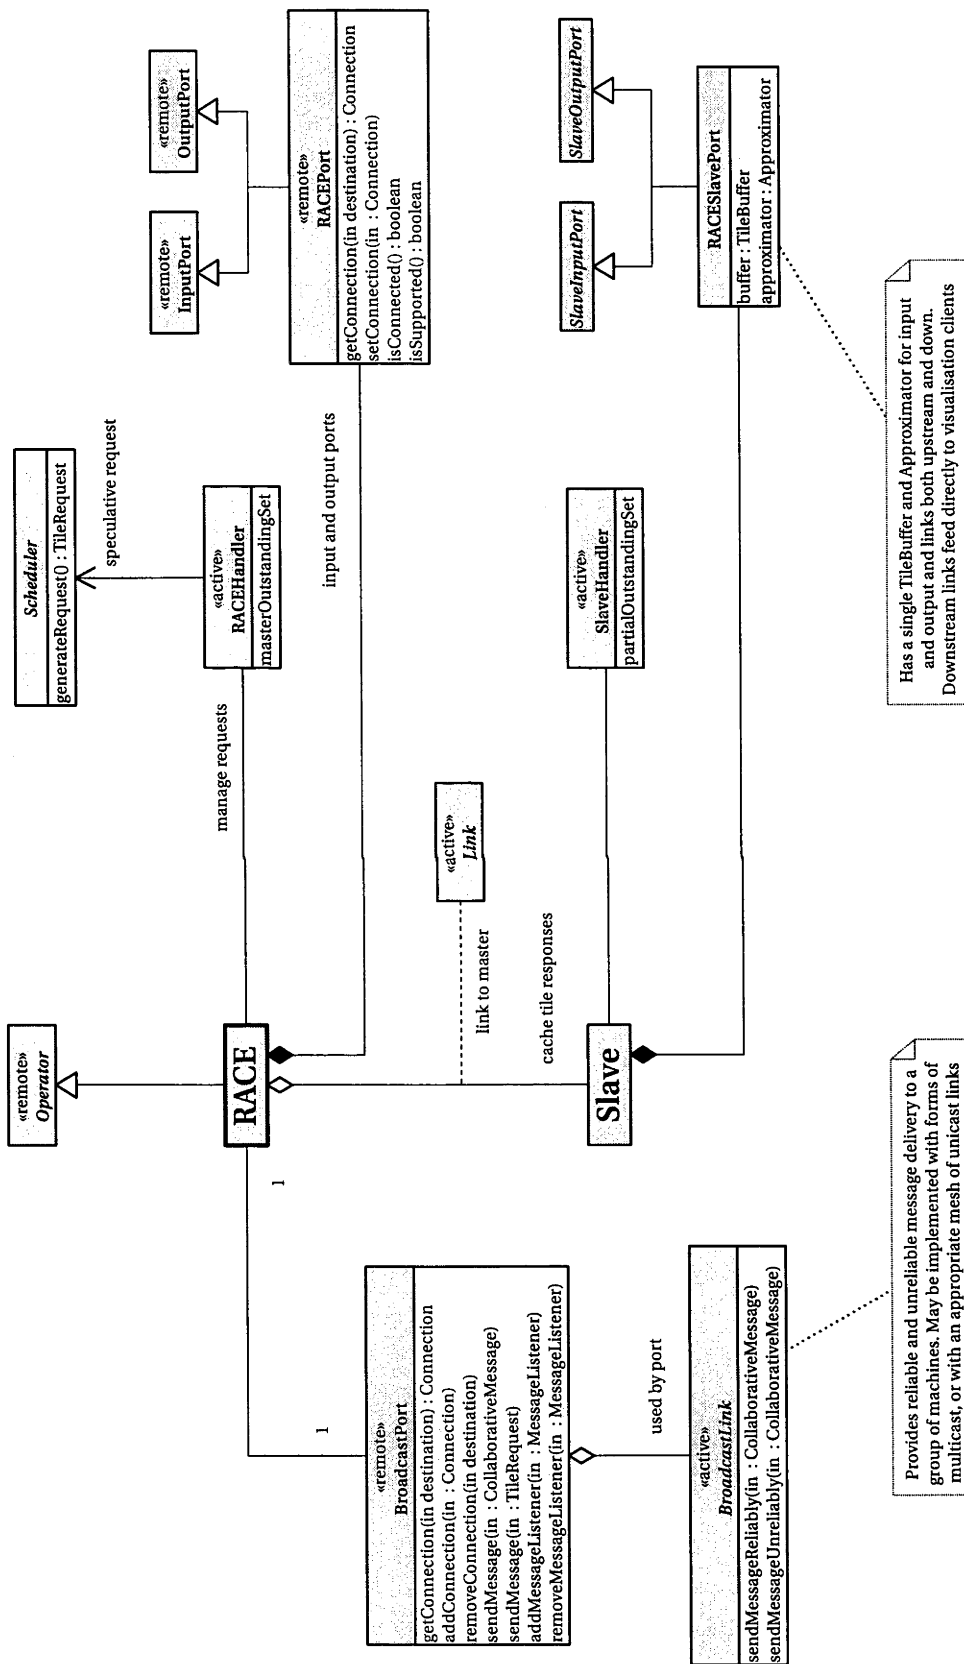 «remote»
Operator
Scheduler
generateRequest() : TileRequest
speculative request
«active»
RACEHandler
masterOutstandingSet
manage requests
«remote»
InputPort
«remote»
OutputPort
«remote»
RACEPort
getConnection(in destination) : Connection
setConnection(in : Connection)
isConnected() : boolean
isSupported() : boolean
input and output ports
RACE
1
1
«remote»
BroadcastPort
getConnection(in destination) : Connection
addConnection(in : Connection)
removeConnection(in destination)
sendMessage(in : CollaborativeMessage)
sendMessage(in : TileRequest)
addMessageListener(in : MessageListener)
removeMessageListener(in : MessageListener)
used by port
«active»
BroadcastLink
sendMessageReliably(in : CollaborativeMessage)
sendMessageUnreliably(in : CollaborativeMessage)
«active»
Link
link to master
cache tile responses
Slave
«active»
SlaveHandler
partialOutstandingSet
SlaveInputPort
SlaveOutputPort
RACESlavePort
buffer : TileBuffer
approximator : Approximator
Provides reliable and unreliable message delivery to a
group of machines. May be implemented with forms of
multicast, or with an appropriate mesh of unicast links
Has a single TileBuffer and Approximator for input
and output and links both upstream and down.
Downstream links feed directly to visualisation clients